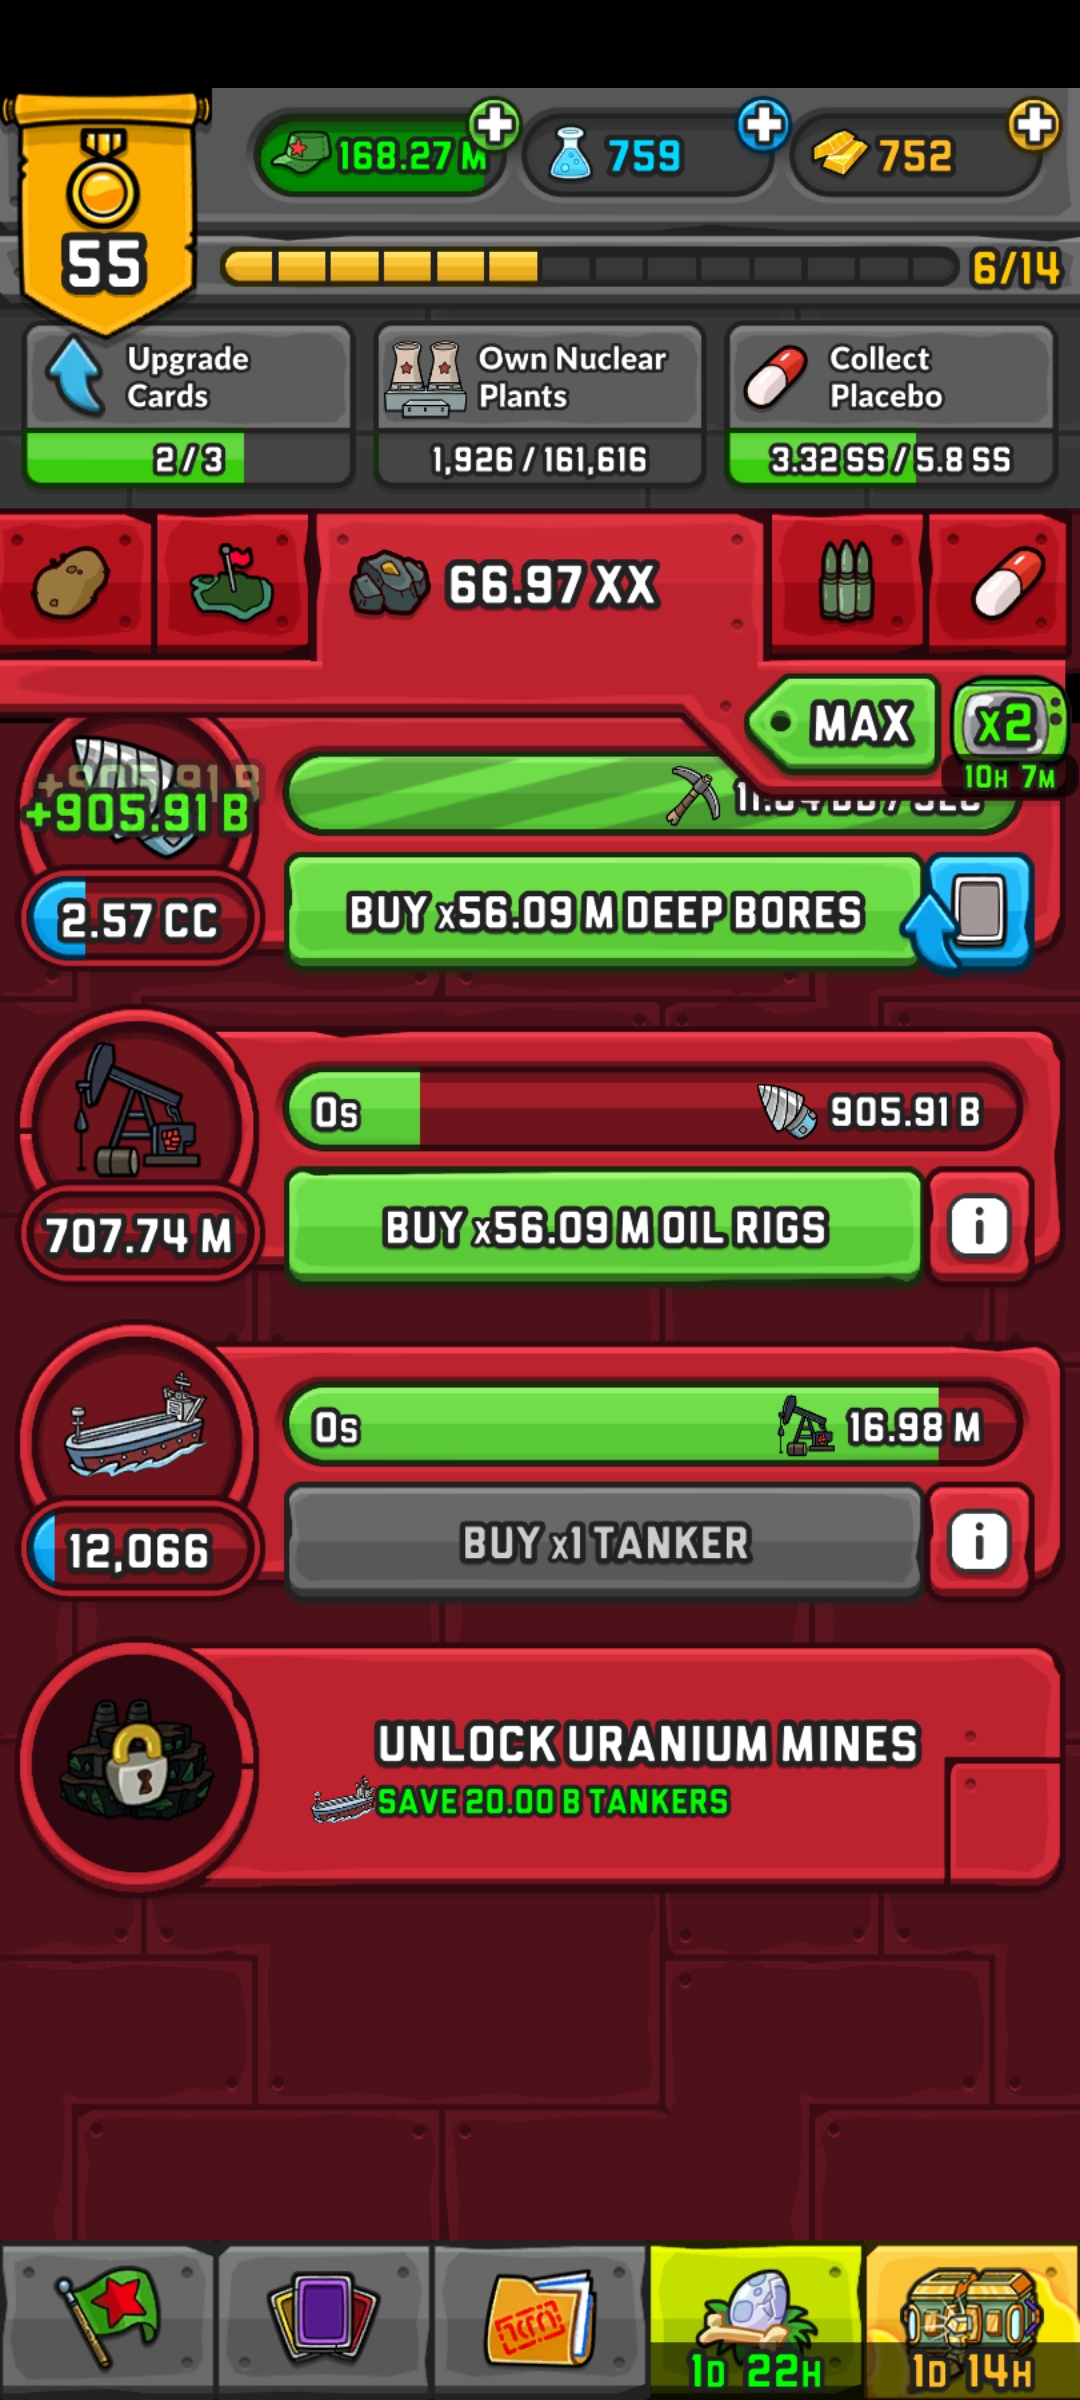 168.27 M
759
752
55
6/14
Upgrade
Cards
2 / 3
Own Nuclear
Plants
1,926 / 161,616
Collect
Placebo
3.32 SS / 5.8 SS
66.97 XX
MAX
x2
10H 7M
+905.91 B
+905.91 B
2.57 CC
BUY x56.09 M DEEP BORES
0s
905.91 B
707.74 M
BUY x56.09 M OIL RIGS
i
0s
16.98 M
12,066
BUY x1 TANKER
i
UNLOCK URANIUM MINES
SAVE 20.00 B TANKERS
1D 22H
1D 14H